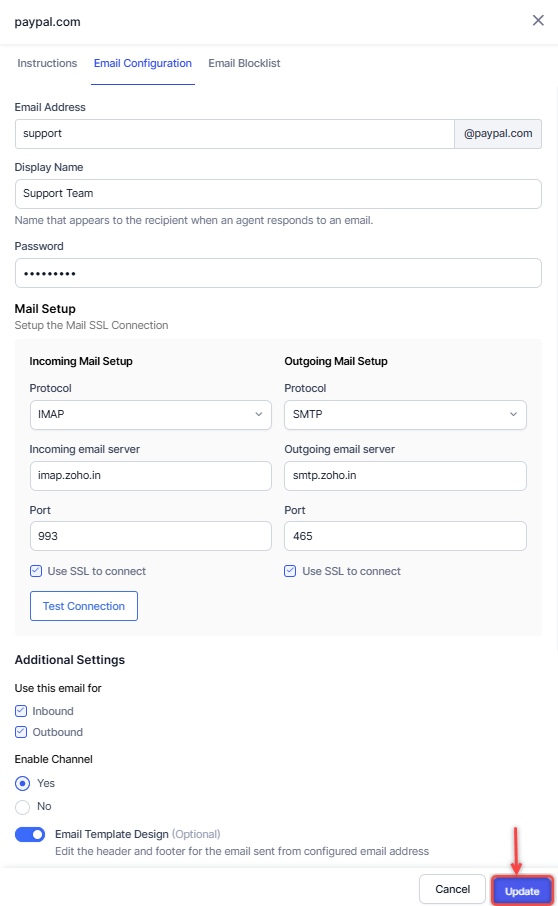 paypal.com
Instructions Email Configuration Email Blocklist
Email Address
support @paypal.com
Display Name
Support Team
Name that appears to the recipient when an agent responds to an email.
Password
•••••••••
Mail Setup
Setup the Mail SSL Connection
Incoming Mail Setup Outgoing Mail Setup
Protocol Protocol
IMAP SMTP
Incoming email server Outgoing email server
imap.zoho.in smtp.zoho.in
Port Port
993 465
Use SSL to connect Use SSL to connect
Test Connection
Additional Settings
Use this email for
Inbound
Outbound
Enable Channel
Yes
No
Email Template Design (Optional)
Edit the header and footer for the email sent from configured email address
Cancel Update